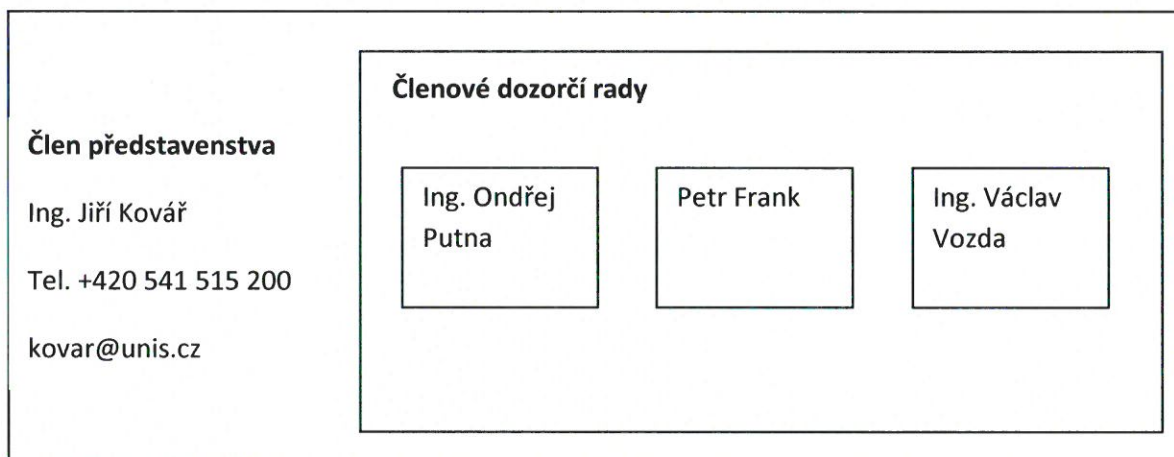 Člen představenstva
Ing. Jiří Kovář
Tel. +420 541 515 200
kovar@unis.cz
Členové dozorčí rady
Ing. Ondřej
Putna
Petr Frank
Ing. Václav
Vozda